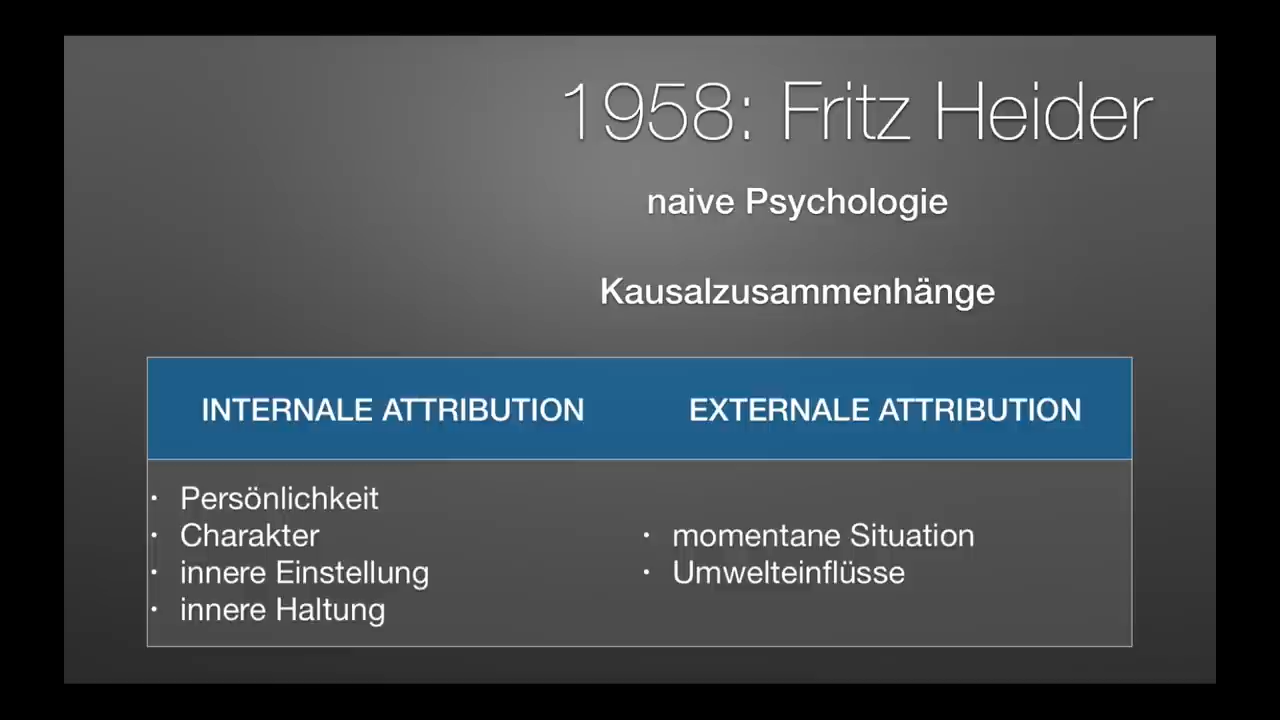 1958: Fritz Heider
naive Psychologie
Kausalzusammenhänge
INTERNALE ATTRIBUTION
EXTERNALE ATTRIBUTION
· Persönlichkeit
· Charakter
· innere Einstellung
· innere Haltung
· momentane Situation
· Umwelteinflüsse